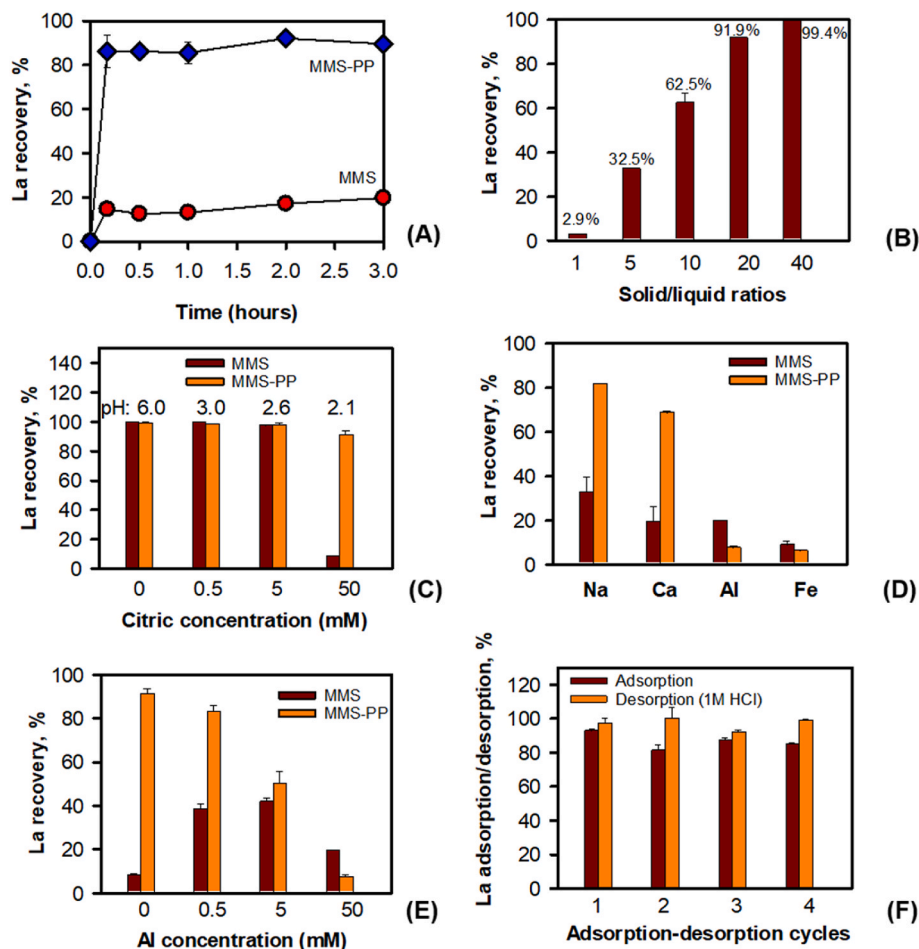 La recovery, %
100
80
60
40
20
0
MMS-PP
MMS
0.0 0.5 1.0 1.5 2.0 2.5 3.0
Time (hours)
(A)
La recovery, %
100
80
60
40
20
0
2.9%
32.5%
62.5%
91.9%
99.4%
1 5 10 20 40
Solid/liquid ratios
(B)
La recovery, %
140
120
100
80
60
40
20
0
MMS
MMS-PP
pH: 6.0 3.0 2.6 2.1
0 0.5 5 50
Citric concentration (mM)
(C)
La recovery, %
100
80
60
40
20
0
MMS
MMS-PP
Na Ca Al Fe
(D)
La recovery, %
100
80
60
40
20
0
MMS
MMS-PP
0 0.5 5 50
Al concentration (mM)
(E)
La adsorption/desorption, %
120
100
80
60
40
20
0
Adsorption
Desorption (1M HCl)
1 2 3 4
Adsorption-desorption cycles
(F)